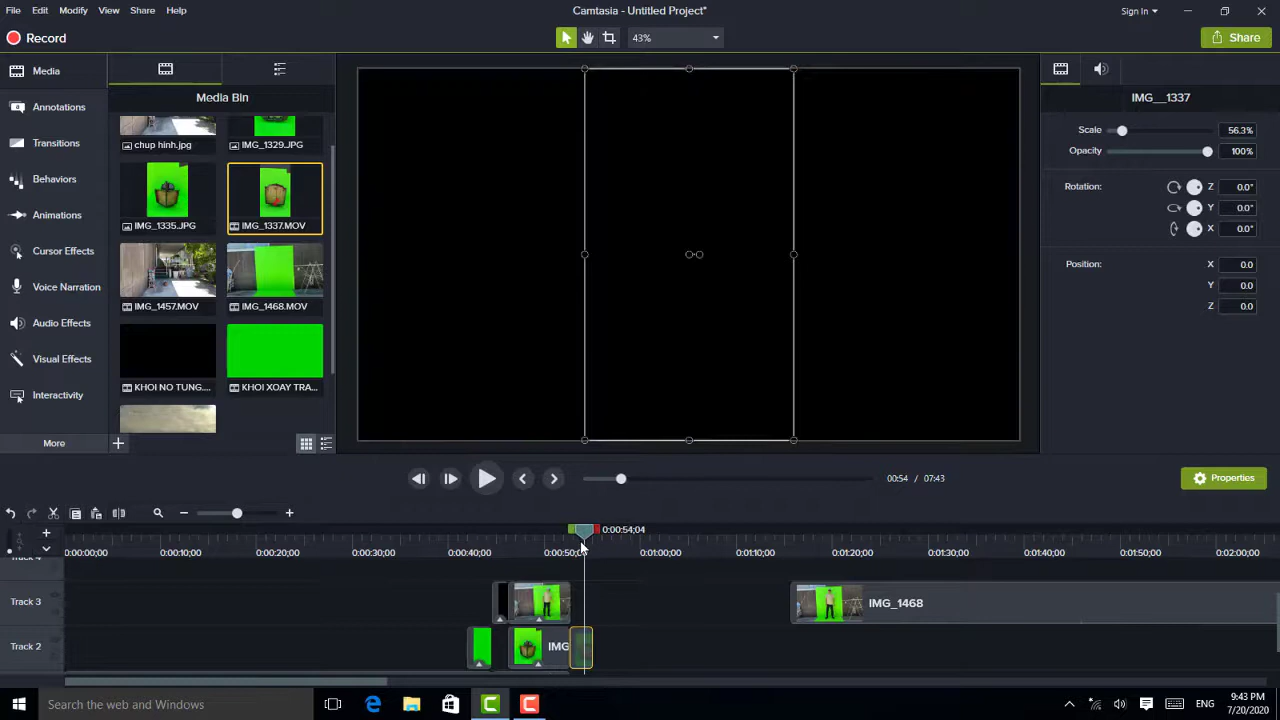 File Edit Modify View Share Help
Camtasia - Untitled Project*
Sign In
Record
43%
Share
Media
Annotations
Transitions
Behaviors
Animations
Cursor Effects
Voice Narration
Audio Effects
Visual Effects
Interactivity
More
Media Bin
chup hinh.jpg
IMG_1329.JPG
IMG_1335.JPG
IMG_1337.MOV
IMG_1457.MOV
IMG_1468.MOV
KHOI NO TUNG....
KHOI XOAY TRA...
IMG__1337
Scale 56.3%
Opacity 100%
Rotation: Z 0.0°
Y 0.0°
X 0.0°
Position: X 0.0
Y 0.0
Z 0.0
00:54 / 07:43
Properties
0:00:54;04
0:00:00;00 0:00:10;00 0:00:20;00 0:00:30;00 0:00:40;00 0:00:50;00 0:01:00;00 0:01:10;00 0:01:20;00 0:01:30;00 0:01:40;00 0:01:50;00 0:02:00;00
Track 4
Track 3
IMG_1468
Track 2
IMG
Search the web and Windows
ENG
9:43 PM
7/20/2020